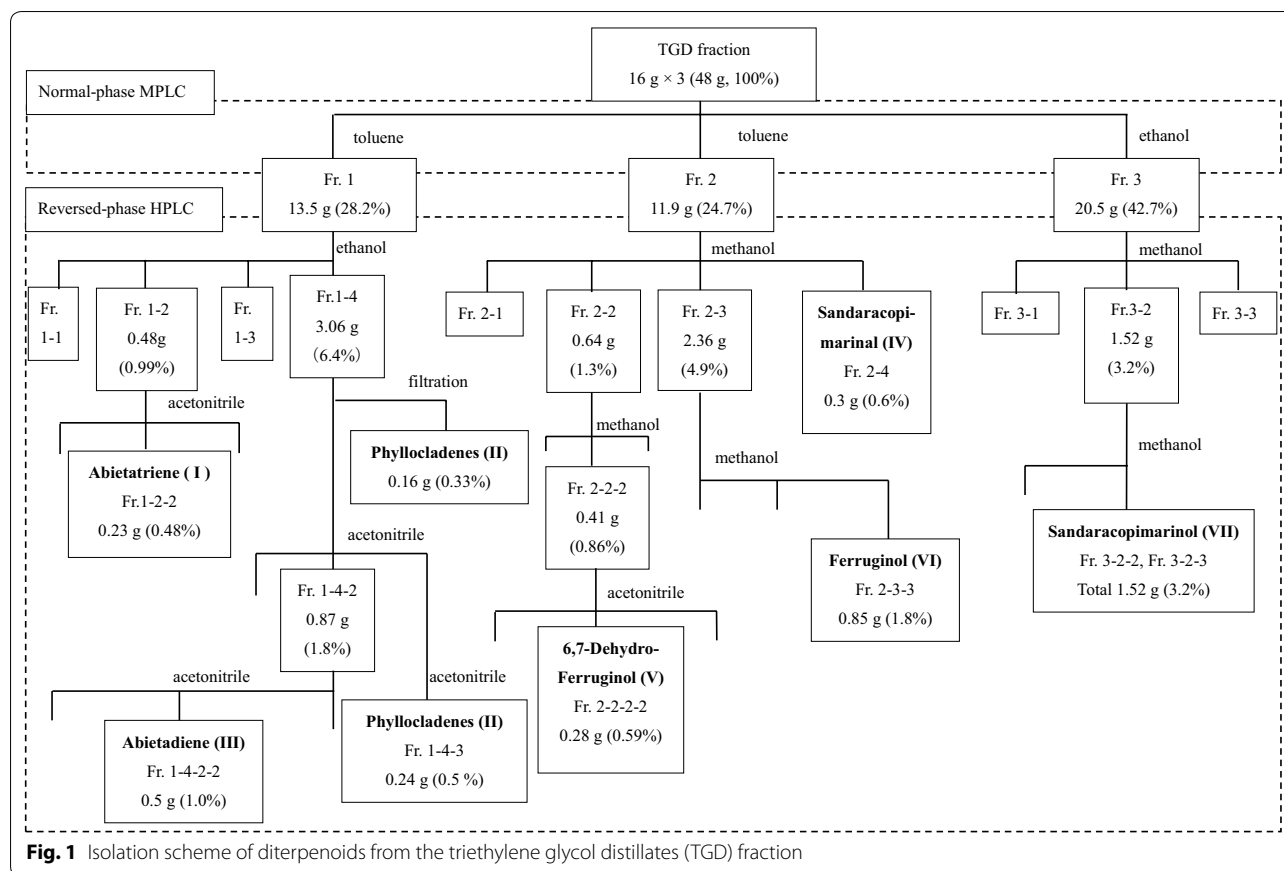 TGD fraction
16 g × 3 (48 g, 100%)
Normal-phase MPLC
toluene
toluene
ethanol
Fr. 1
13.5 g (28.2%)
Fr. 2
11.9 g (24.7%)
Fr. 3
20.5 g (42.7%)
Reversed-phase HPLC
ethanol
methanol
methanol
Fr.
1-1
Fr. 1-2
0.48g
(0.99%)
Fr.
1-3
Fr.1-4
3.06 g
(6.4%)
Fr. 2-1
Fr. 2-2
0.64 g
(1.3%)
Fr. 2-3
2.36 g
(4.9%)
Sandaracopi-
marinal (IV)
Fr. 2-4
0.3 g (0.6%)
Fr. 3-1
Fr.3-2
1.52 g
(3.2%)
Fr. 3-3
acetonitrile
filtration
methanol
methanol
methanol
Abietatriene ( I )
Fr.1-2-2
0.23 g (0.48%)
Phyllocladenes (II)
0.16 g (0.33%)
Fr. 2-2-2
0.41 g
(0.86%)
Ferruginol (VI)
Fr. 2-3-3
0.85 g (1.8%)
Sandaracopimarinol (VII)
Fr. 3-2-2, Fr. 3-2-3
Total 1.52 g (3.2%)
acetonitrile
Fr. 1-4-2
0.87 g
(1.8%)
acetonitrile
6,7-Dehydro-
Ferruginol (V)
Fr. 2-2-2-2
0.28 g (0.59%)
acetonitrile
acetonitrile
Abietadiene (III)
Fr. 1-4-2-2
0.5 g (1.0%)
Phyllocladenes (II)
Fr. 1-4-3
0.24 g (0.5 %)
Fig. 1 Isolation scheme of diterpenoids from the triethylene glycol distillates (TGD) fraction